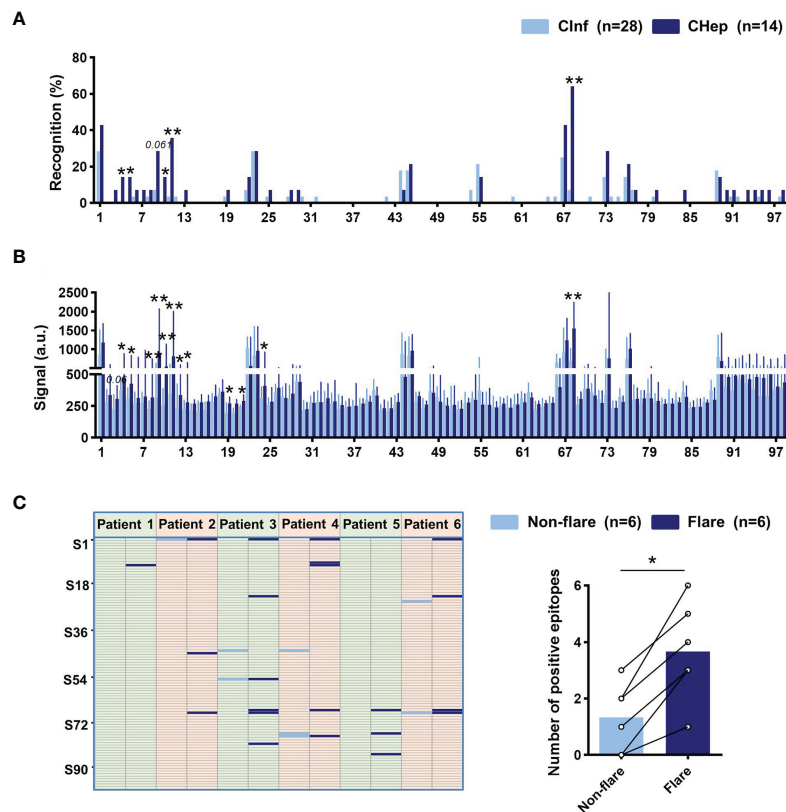 A
CInf (n=28) CHep (n=14)
Recognition (%)
80
60
40
20
0
** 0.061 * ** **
1 7 13 19 25 31 37 43 49 55 61 67 73 79 85 91 97
B
Signal (a.u.)
2500
2000
1500
1000
500
250
0
0.06 * * ** ** ** ** * * * * * **
1 7 13 19 25 31 37 43 49 55 61 67 73 79 85 91 97
C
Patient 1 Patient 2 Patient 3 Patient 4 Patient 5 Patient 6
S1
S18
S36
S54
S72
S90
Non-flare (n=6) Flare (n=6)
Number of positive epitopes
*
6
4
2
0
Non-flare Flare